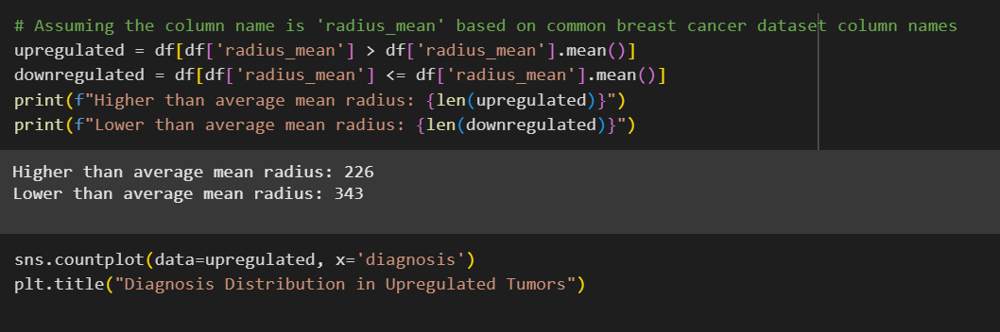 # Assuming the column name is 'radius_mean' based on common breast cancer dataset column names
upregulated = df[df['radius_mean'] > df['radius_mean'].mean()]
downregulated = df[df['radius_mean'] <= df['radius_mean'].mean()]
print(f"Higher than average mean radius: {len(upregulated)}")
print(f"Lower than average mean radius: {len(downregulated)}")
Higher than average mean radius: 226
Lower than average mean radius: 343
sns.countplot(data=upregulated, x='diagnosis')
plt.title("Diagnosis Distribution in Upregulated Tumors")